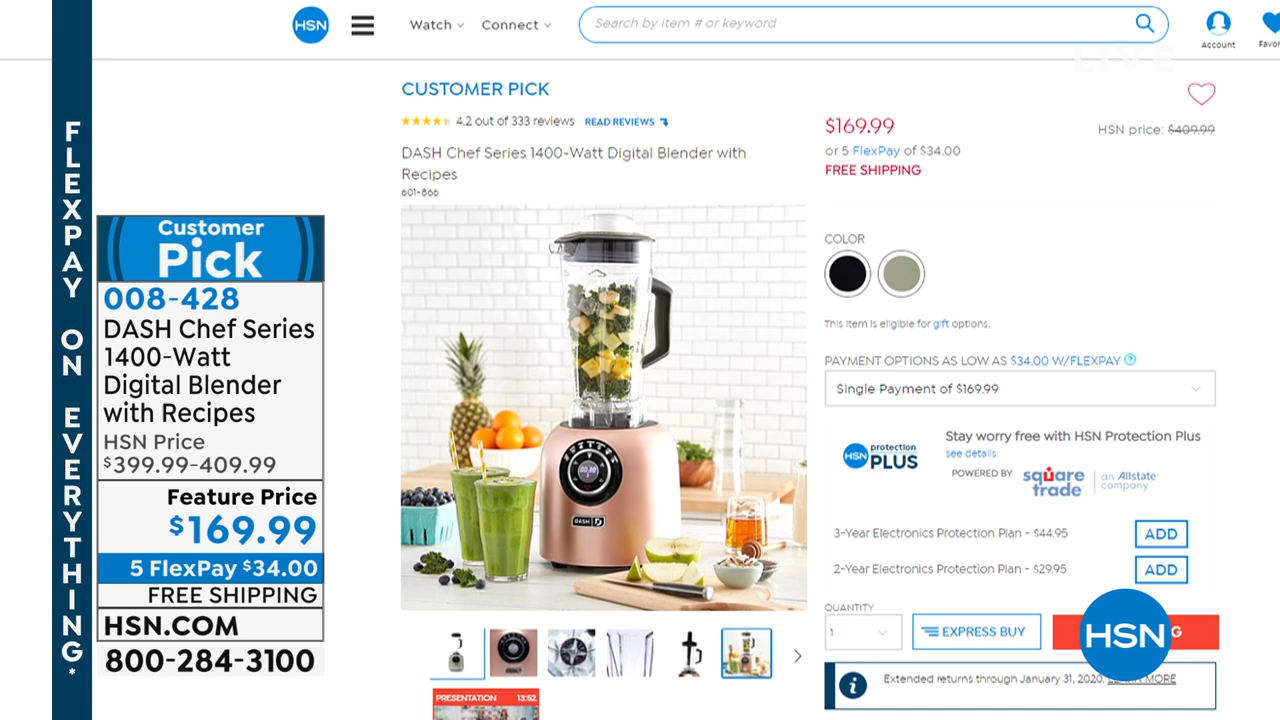 HSN
Watch
Connect
Search by item # or keyword
Account
LIVE
FLEXPAY ON EVERYTHING*
Customer
Pick
008-428
DASH Chef Series
1400-Watt
Digital Blender
with Recipes
HSN Price
$399.99-409.99
Feature Price
$169.99
5 FlexPay $34.00
FREE SHIPPING
HSN.COM
800-284-3100
CUSTOMER PICK
4.2 out of 333 reviews READ REVIEWS
DASH Chef Series 1400-Watt Digital Blender with
Recipes
601-866
DASH
PRESENTATION 13:52
$169.99
HSN price: $409.99
or 5 FlexPay of $34.00
FREE SHIPPING
COLOR
This item is eligible for gift options.
PAYMENT OPTIONS AS LOW AS $34.00 W/FLEXPAY ?
Single Payment of $169.99
HSN protection PLUS
Stay worry free with HSN Protection Plus
see details
POWERED BY square trade an Allstate company
3-Year Electronics Protection Plan - $44.95 ADD
2-Year Electronics Protection Plan - $29.95 ADD
QUANTITY
1
EXPRESS BUY
HSN
Extended returns through January 31, 2020.